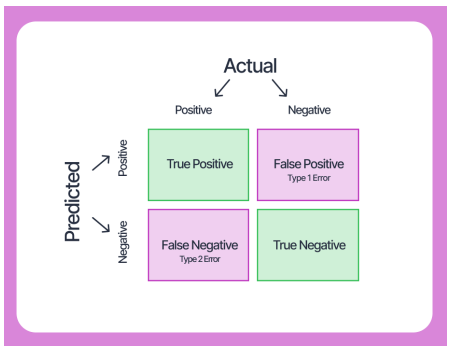 Actual
Positive
Negative
Predicted
Positive
True Positive
False Positive
Type 1 Error
Negative
False Negative
Type 2 Error
True Negative